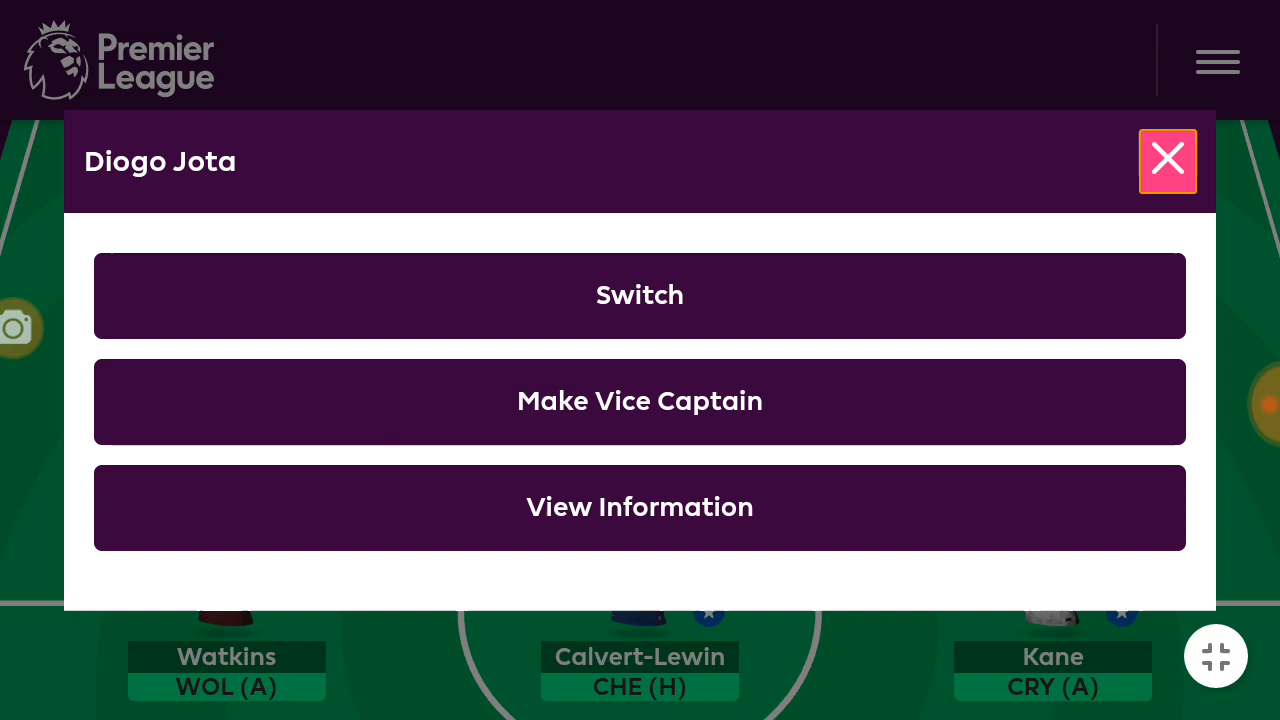 Premier
League
Diogo Jota
Switch
Make Vice Captain
View Information
Watkins
Calvert-Lewin
Kane
WOL (A)
CHE (H)
CRY (A)